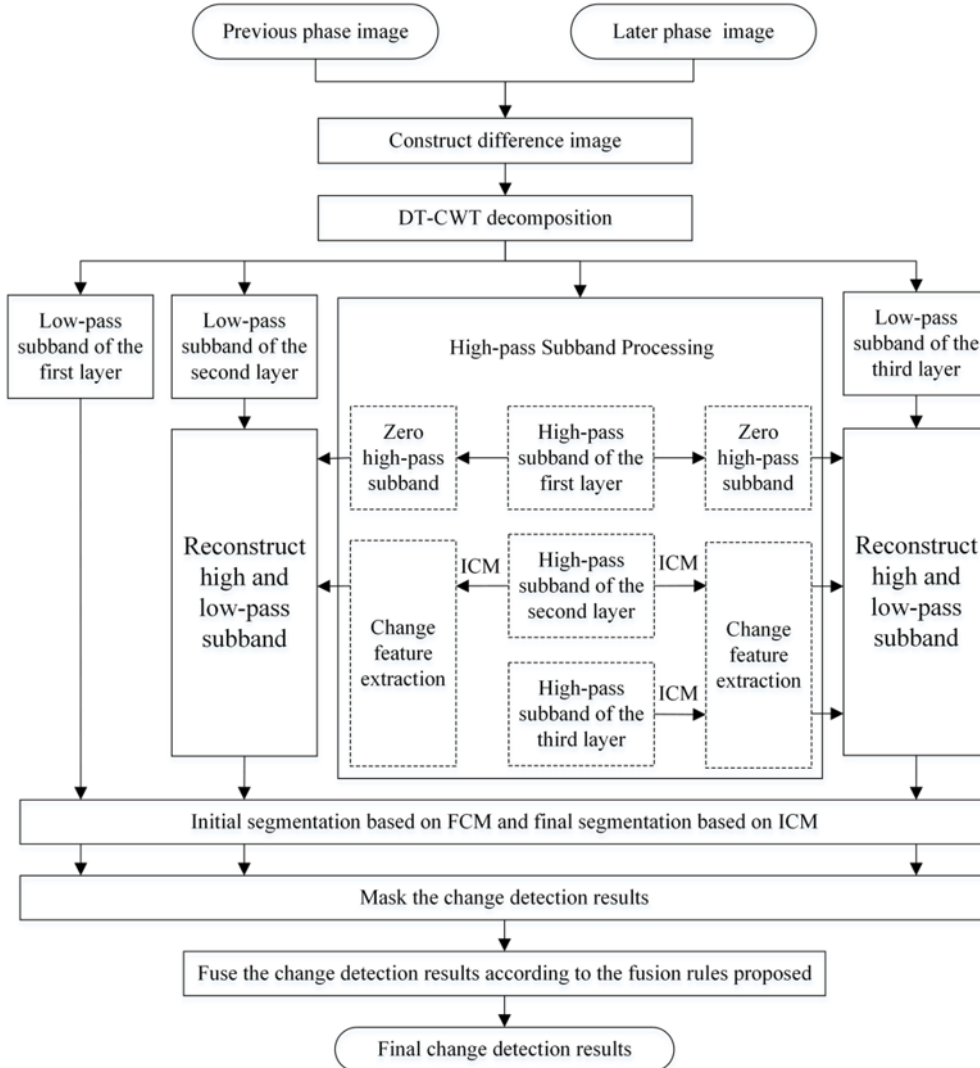 Previous phase image
Later phase image
Construct difference image
DT-CWT decomposition
Low-pass
subband of the
first layer
Low-pass
subband of the
second layer
High-pass Subband Processing
Low-pass
subband of the
third layer
Zero
high-pass
subband
High-pass
subband of the
first layer
Zero
high-pass
subband
Reconstruct
high and
low-pass
subband
ICM
High-pass
subband of the
second layer
ICM
Reconstruct
high and
low-pass
subband
Change
feature
extraction
High-pass
subband of the
third layer
ICM
Change
feature
extraction
Initial segmentation based on FCM and final segmentation based on ICM
Mask the change detection results
Fuse the change detection results according to the fusion rules proposed
Final change detection results